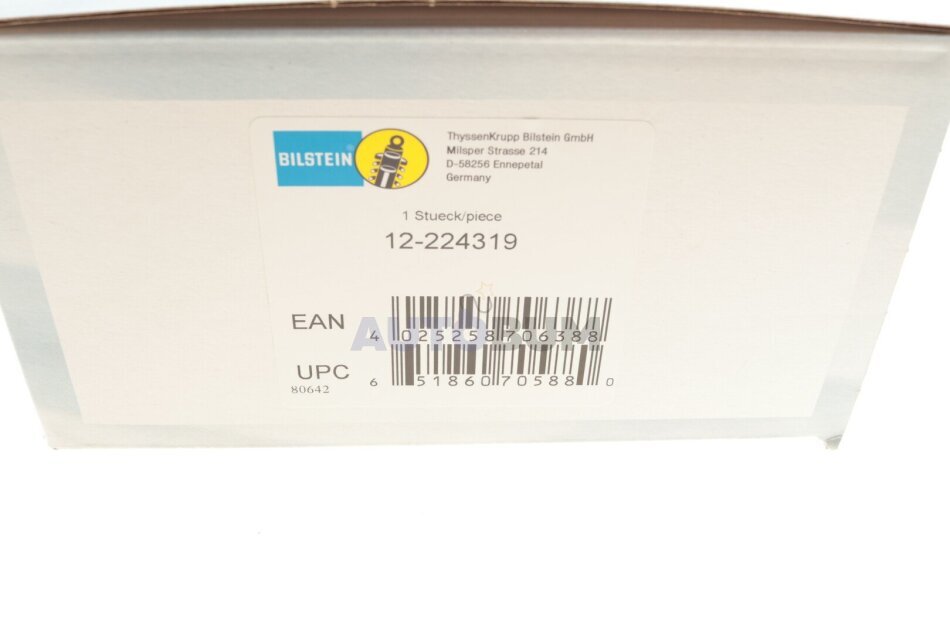 BILSTEIN
ThyssenKrupp Bilstein GmbH
Milsper Strasse 214
D-58256 Ennepetal
Germany
1 Stueck/piece
12-224319
EAN
4 025258 706388
AUTOBUM
UPC
80642
6 51860 70588 0